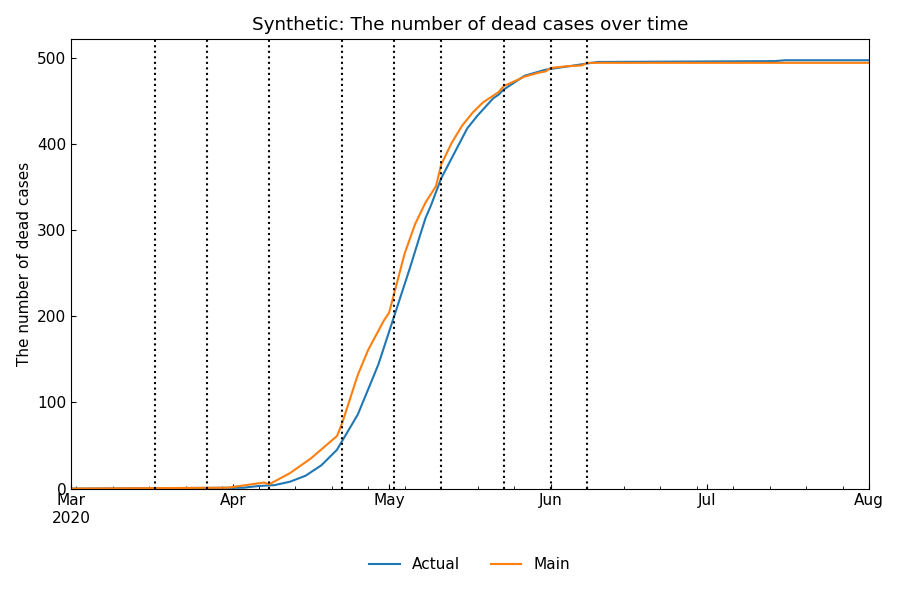 Synthetic: The number of dead cases over time
The number of dead cases
500
400
300
200
100
0
Mar Apr May Jun Jul Aug
2020
Actual Main